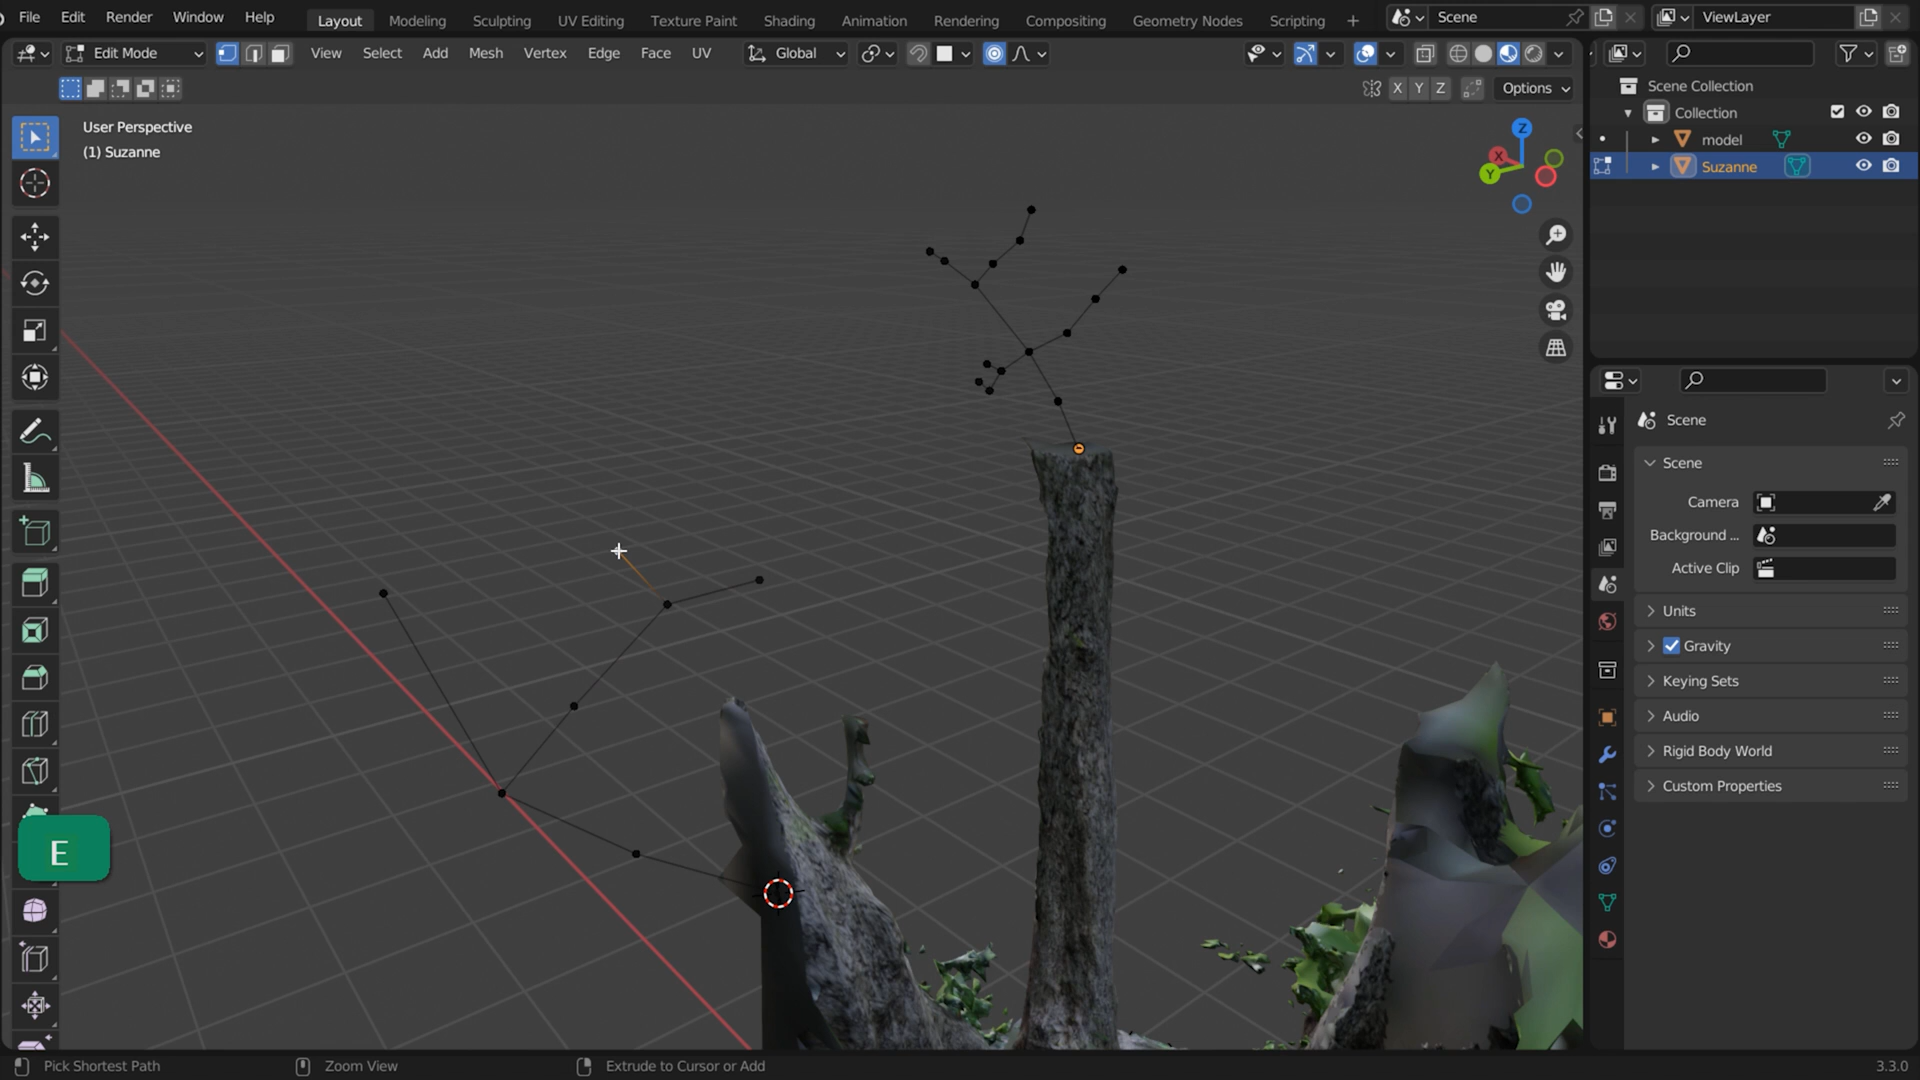 File Edit Render Window Help Layout Modeling Sculpting UV Editing Texture Paint Shading Animation Rendering Compositing Geometry Nodes Scripting + Scene ViewLayer
Edit Mode View Select Add Mesh Vertex Edge Face UV Global
X Y Z Options
User Perspective
(1) Suzanne
Z
X
Y
E
Scene Collection
Collection
model
Suzanne
Scene
Scene
Camera
Background ...
Active Clip
Units
Gravity
Keying Sets
Audio
Rigid Body World
Custom Properties
Pick Shortest Path Zoom View Extrude to Cursor or Add 3.3.0